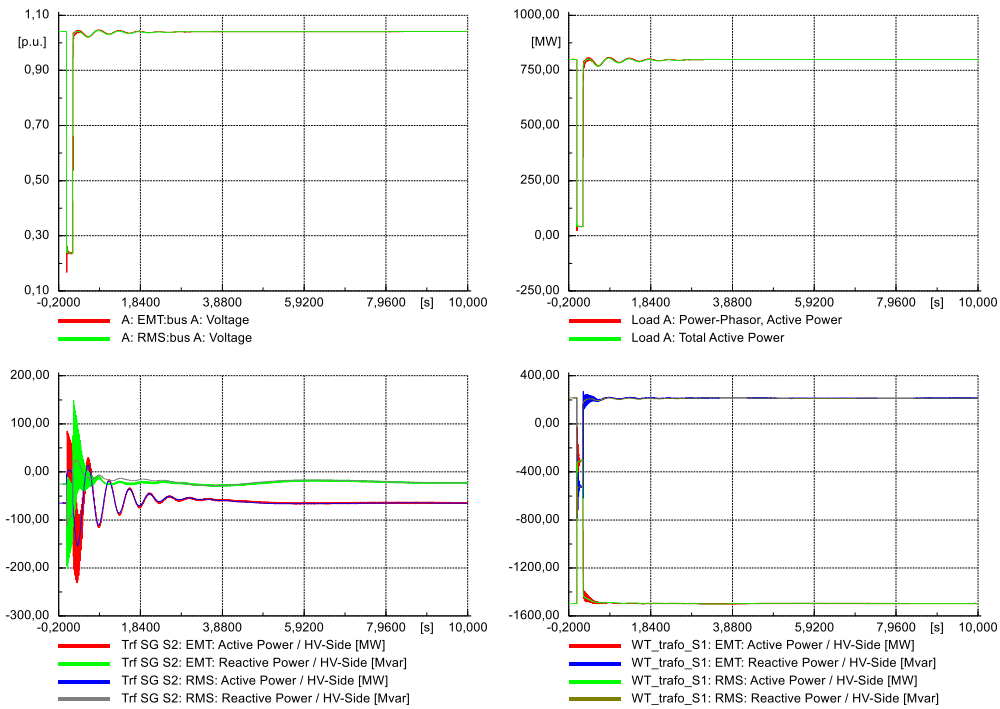 1,10
[p.u.]
0,90
0,70
0,50
0,30
0,10
-0,2000 1,8400 3,8800 5,9200 7,9600 [s] 10,000
A: EMT:bus A: Voltage
A: RMS:bus A: Voltage
1000,00
[MW]
750,00
500,00
250,00
0,00
-250,00
-0,2000 1,8400 3,8800 5,9200 7,9600 [s] 10,000
Load A: Power-Phasor, Active Power
Load A: Total Active Power
200,00
100,00
0,00
-100,00
-200,00
-300,00
-0,2000 1,8400 3,8800 5,9200 7,9600 [s] 10,000
Trf SG S2: EMT: Active Power / HV-Side [MW]
Trf SG S2: EMT: Reactive Power / HV-Side [Mvar]
Trf SG S2: RMS: Active Power / HV-Side [MW]
Trf SG S2: RMS: Reactive Power / HV-Side [Mvar]
400,00
0,00
-400,00
-800,00
-1200,00
-1600,00
-0,2000 1,8400 3,8800 5,9200 7,9600 [s] 10,000
WT_trafo_S1: EMT: Active Power / HV-Side [MW]
WT_trafo_S1: EMT: Reactive Power / HV-Side [Mvar]
WT_trafo_S1: RMS: Active Power / HV-Side [MW]
WT_trafo_S1: RMS: Reactive Power / HV-Side [Mvar]